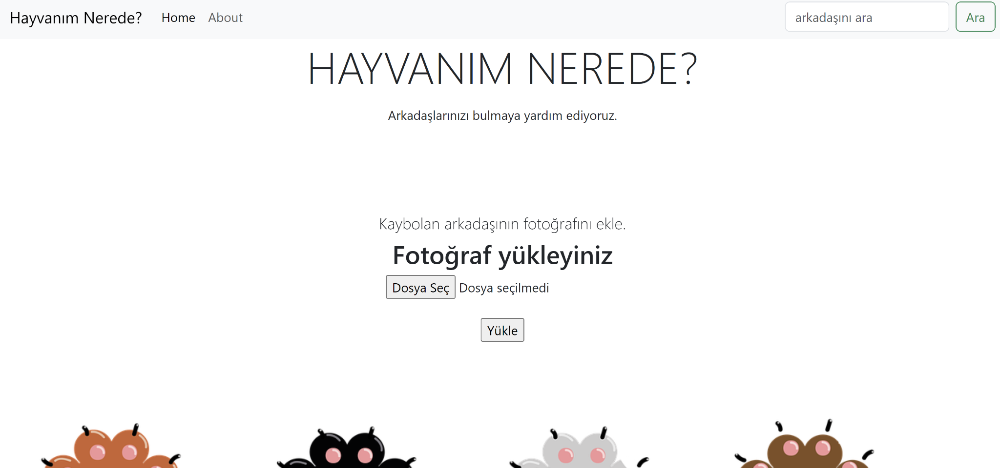 Hayvanım Nerede? Home About arkadaşını ara Ara
HAYVANIM NEREDE?
Arkadaşlarınızı bulmaya yardım ediyoruz.
Kaybolan arkadaşının fotoğrafını ekle.
Fotoğraf yükleyiniz
Dosya Seç Dosya seçilmedi
Yükle